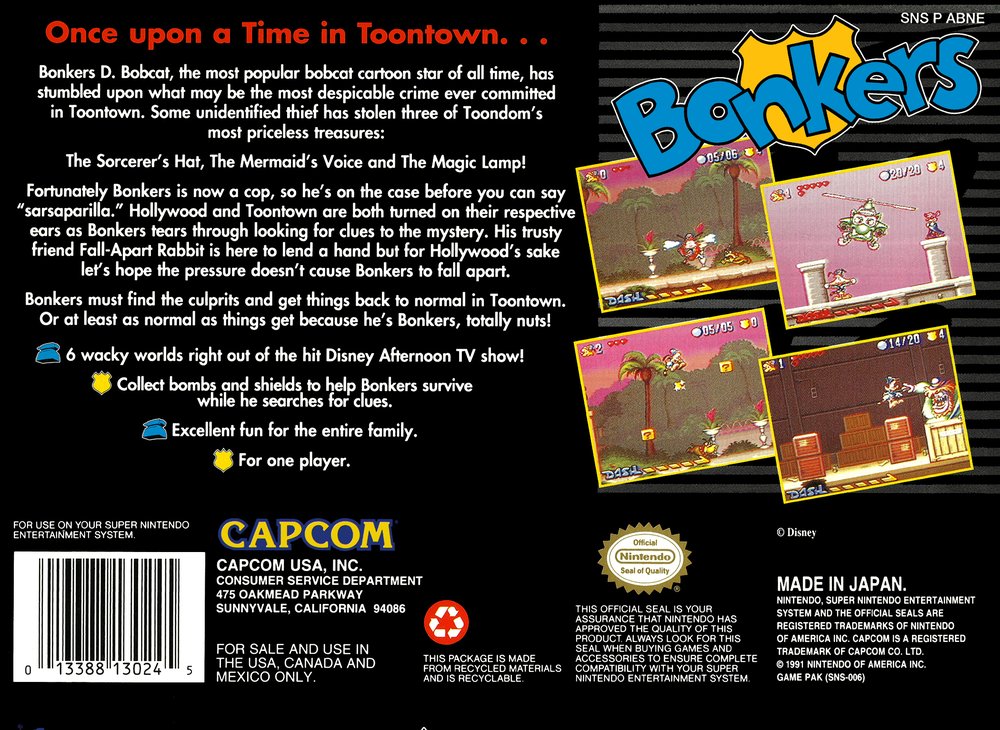 Once upon a Time in Toontown. . .
Bonkers D. Bobcat, the most popular bobcat cartoon star of all time, has
stumbled upon what may be the most despicable crime ever committed
in Toontown. Some unidentified thief has stolen three of Toondom's
most priceless treasures:
The Sorcerer's Hat, The Mermaid's Voice and The Magic Lamp!
Fortunately Bonkers is now a cop, so he's on the case before you can say
"sarsaparilla." Hollywood and Toontown are both turned on their respective
ears as Bonkers tears through looking for clues to the mystery. His trusty
friend Fall-Apart Rabbit is here to lend a hand but for Hollywood's sake
let's hope the pressure doesn't cause Bonkers to fall apart.
Bonkers must find the culprits and get things back to normal in Toontown.
Or at least as normal as things get because he's Bonkers, totally nuts!
6 wacky worlds right out of the hit Disney Afternoon TV show!
Collect bombs and shields to help Bonkers survive
while he searches for clues.
Excellent fun for the entire family.
For one player.
SNS P ABNE
Bonkers
0
05/06 4
DASH
1
20/20 4
DASH
2
05/05 0
DASH
1
14/20 4
DASH
FOR USE ON YOUR SUPER NINTENDO
ENTERTAINMENT SYSTEM.
0 13388 13024 5
CAPCOM
CAPCOM USA, INC.
CONSUMER SERVICE DEPARTMENT
475 OAKMEAD PARKWAY
SUNNYVALE, CALIFORNIA 94086
FOR SALE AND USE IN
THE USA, CANADA AND
MEXICO ONLY.
THIS PACKAGE IS MADE
FROM RECYCLED MATERIALS
AND IS RECYCLABLE.
Official
Nintendo
Seal of Quality
®
THIS OFFICIAL SEAL IS YOUR
ASSURANCE THAT NINTENDO HAS
APPROVED THE QUALITY OF THIS
PRODUCT. ALWAYS LOOK FOR THIS
SEAL WHEN BUYING GAMES AND
ACCESSORIES TO ENSURE COMPLETE
COMPATIBILITY WITH YOUR SUPER
NINTENDO ENTERTAINMENT SYSTEM.
© Disney
MADE IN JAPAN.
NINTENDO, SUPER NINTENDO ENTERTAINMENT
SYSTEM AND THE OFFICIAL SEALS ARE
REGISTERED TRADEMARKS OF NINTENDO
OF AMERICA INC. CAPCOM IS A REGISTERED
TRADEMARK OF CAPCOM CO. LTD.
© 1991 NINTENDO OF AMERICA INC.
GAME PAK (SNS-006)